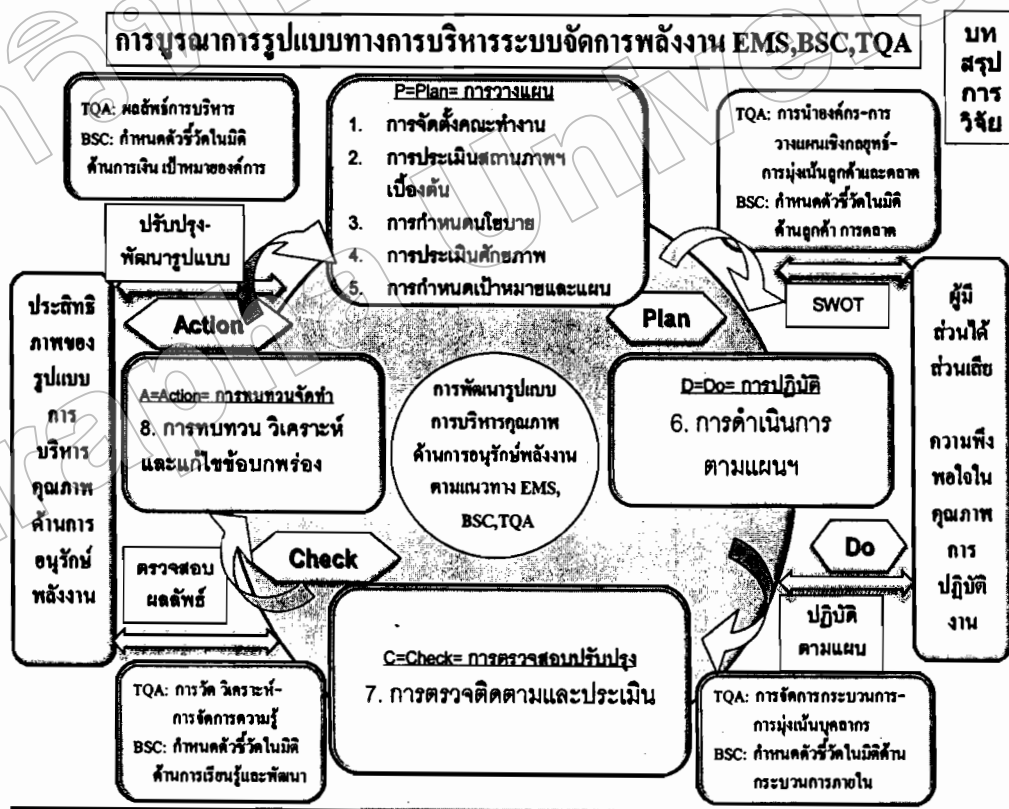 การบูรณาการรูปแบบทางการบริหารระบบจัดการพลังงาน EMS,BSC,TQA
บท
สรุป
การ
วิจัย
TQA: ผลลัพธ์การบริหาร
BSC: กำหนดตัวชี้วัดในมิติ
ด้านการเงิน เป้าหมายองค์การ
P=Plan= การวางแผน
1. การจัดตั้งคณะทำงาน
2. การประเมินสถานภาพฯ
เบื้องต้น
3. การกำหนดนโยบาย
4. การประเมินศักยภาพ
5. การกำหนดเป้าหมายและแผน
TQA: การนำองค์กร-การ
วางแผนเชิงกลยุทธ์-
การมุ่งเน้นลูกค้าและตลาด
BSC: กำหนดตัวชี้วัดในมิติ
ด้านลูกค้า การตลาด
ปรับปรุง-
พัฒนารูปแบบ
SWOT
Action
Plan
ประสิทธิ
ภาพของ
รูปแบบ
การ
บริหาร
คุณภาพ
ด้านการ
อนุรักษ์
พลังงาน
A=Action= การทบทวนจัดทำ
8. การทบทวน วิเคราะห์
และแก้ไขข้อบกพร่อง
การพัฒนารูปแบบ
การบริหารคุณภาพ
ด้านการอนุรักษ์พลังงาน
ตามแนวทาง EMS,
BSC,TQA
D=Do= การปฏิบัติ
6. การดำเนินการ
ตามแผนฯ
ผู้มี
ส่วนได้
ส่วนเสีย
ความพึง
พอใจใน
คุณภาพ
การ
ปฏิบัติ
งาน
Check
Do
ตรวจสอบ
ผลลัพธ์
ปฏิบัติ
ตามแผน
C=Check= การตรวจสอบปรับปรุง
7. การตรวจติดตามและประเมิน
TQA: การวัด วิเคราะห์-
การจัดการความรู้
BSC: กำหนดตัวชี้วัดในมิติ
ด้านการเรียนรู้และพัฒนา
TQA: การจัดการกระบวนการ-
การมุ่งเน้นบุคลากร
BSC: กำหนดตัวชี้วัดในมิติด้าน
กระบวนการภายใน